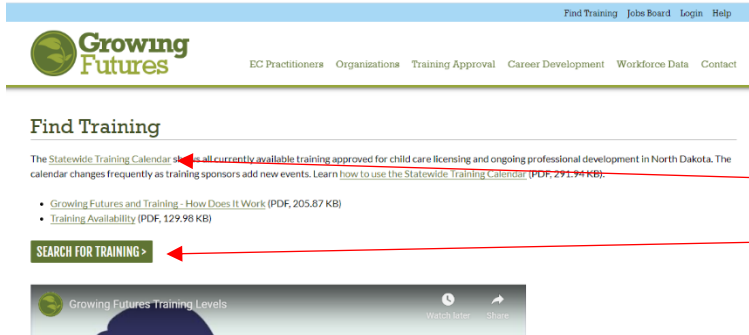 Find Training Jobs Board Login Help
Growing
Futures
EC Practitioners Organizations Training Approval Career Development Workforce Data Contact
Find Training
The Statewide Training Calendar shows all currently available training approved for child care licensing and ongoing professional development in North Dakota. The
calendar changes frequently as training sponsors add new events. Learn how to use the Statewide Training Calendar (PDF, 291.94 KB).
• Growing Futures and Training - How Does It Work (PDF, 205.87 KB)
• Training Availability (PDF, 129.98 KB)
SEARCH FOR TRAINING >
Growing Futures Training Levels
Watch later Share